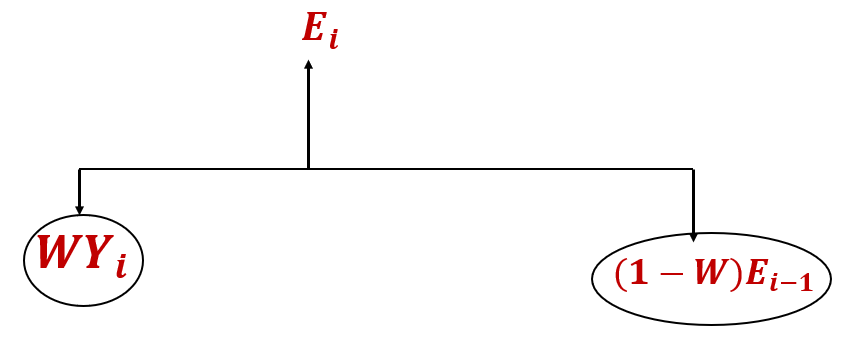 E_i
WY_i
(1 − W)E_{i−1}